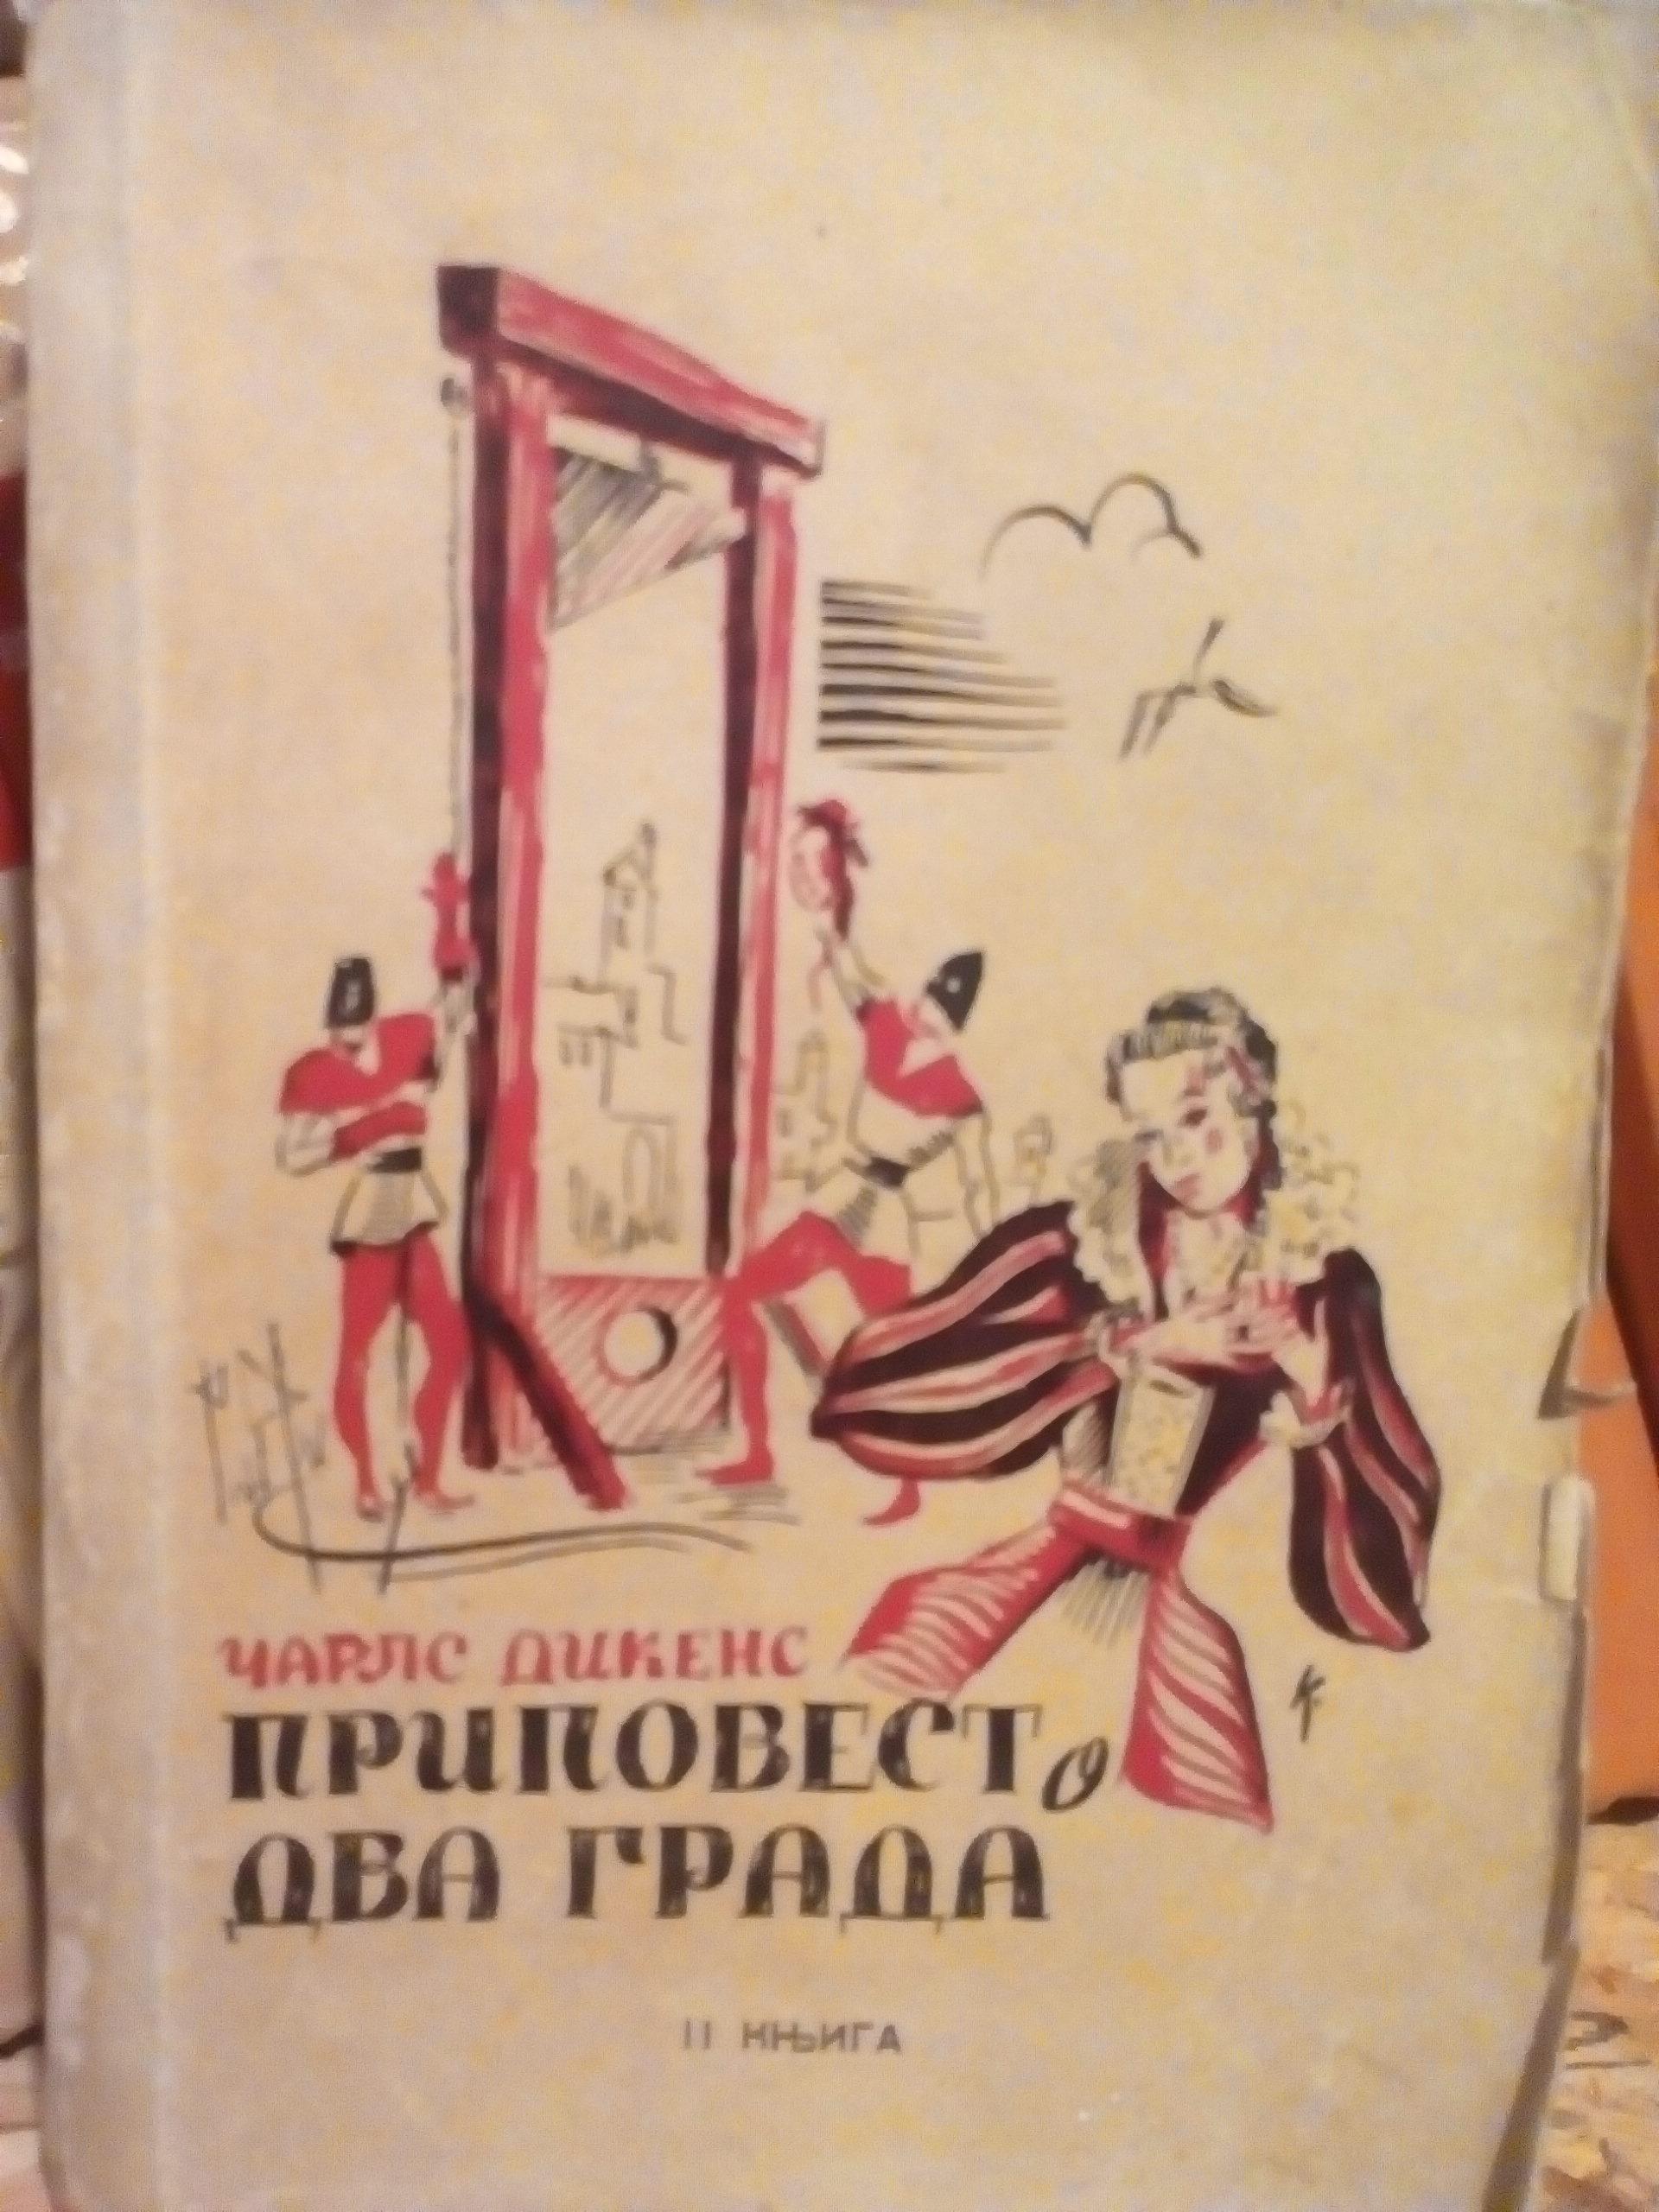 ЧАРЛС ДИКЕНС
ПРИПОВЕСТ О
ДВА ГРАДА
II КЊИГА